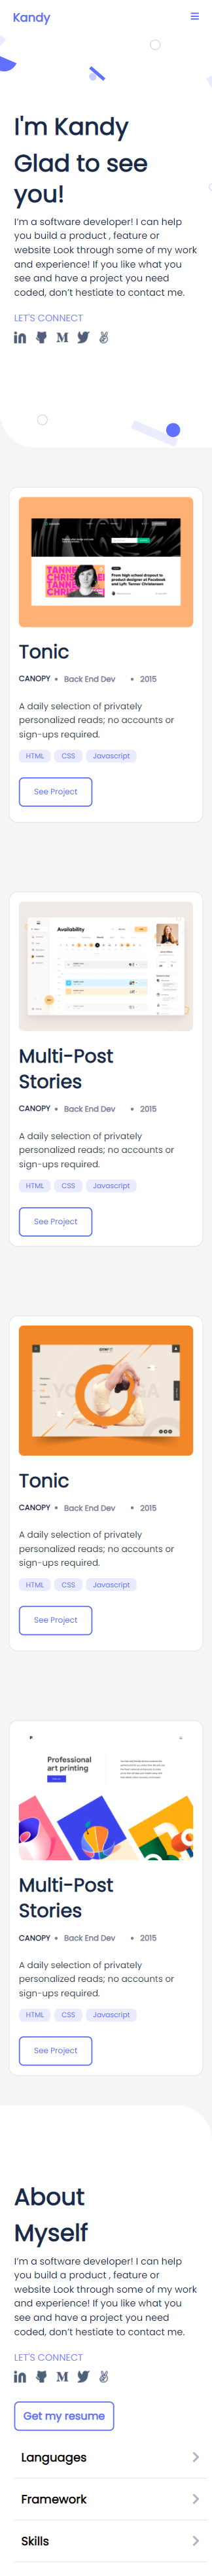 Kandy
I'm Kandy
Glad to see
you!
I'm a software developer! I can help
you build a product , feature or
website Look through some of my work
and experience! If you like what you
see and have a project you need
coded, don't hestiate to contact me.
LET'S CONNECT
Tonic
CANOPY • Back End Dev • 2015
A daily selection of privately
personalized reads; no accounts or
sign-ups required.
HTML CSS Javascript
See Project
Availability
Multi-Post
Stories
CANOPY • Back End Dev • 2015
A daily selection of privately
personalized reads; no accounts or
sign-ups required.
HTML CSS Javascript
See Project
Tonic
CANOPY • Back End Dev • 2015
A daily selection of privately
personalized reads; no accounts or
sign-ups required.
HTML CSS Javascript
See Project
Professional
art printing
Multi-Post
Stories
CANOPY • Back End Dev • 2015
A daily selection of privately
personalized reads; no accounts or
sign-ups required.
HTML CSS Javascript
See Project
About
Myself
I'm a software developer! I can help
you build a product , feature or
website Look through some of my work
and experience! If you like what you
see and have a project you need
coded, don't hestiate to contact me.
LET'S CONNECT
Get my resume
Languages
Framework
Skills